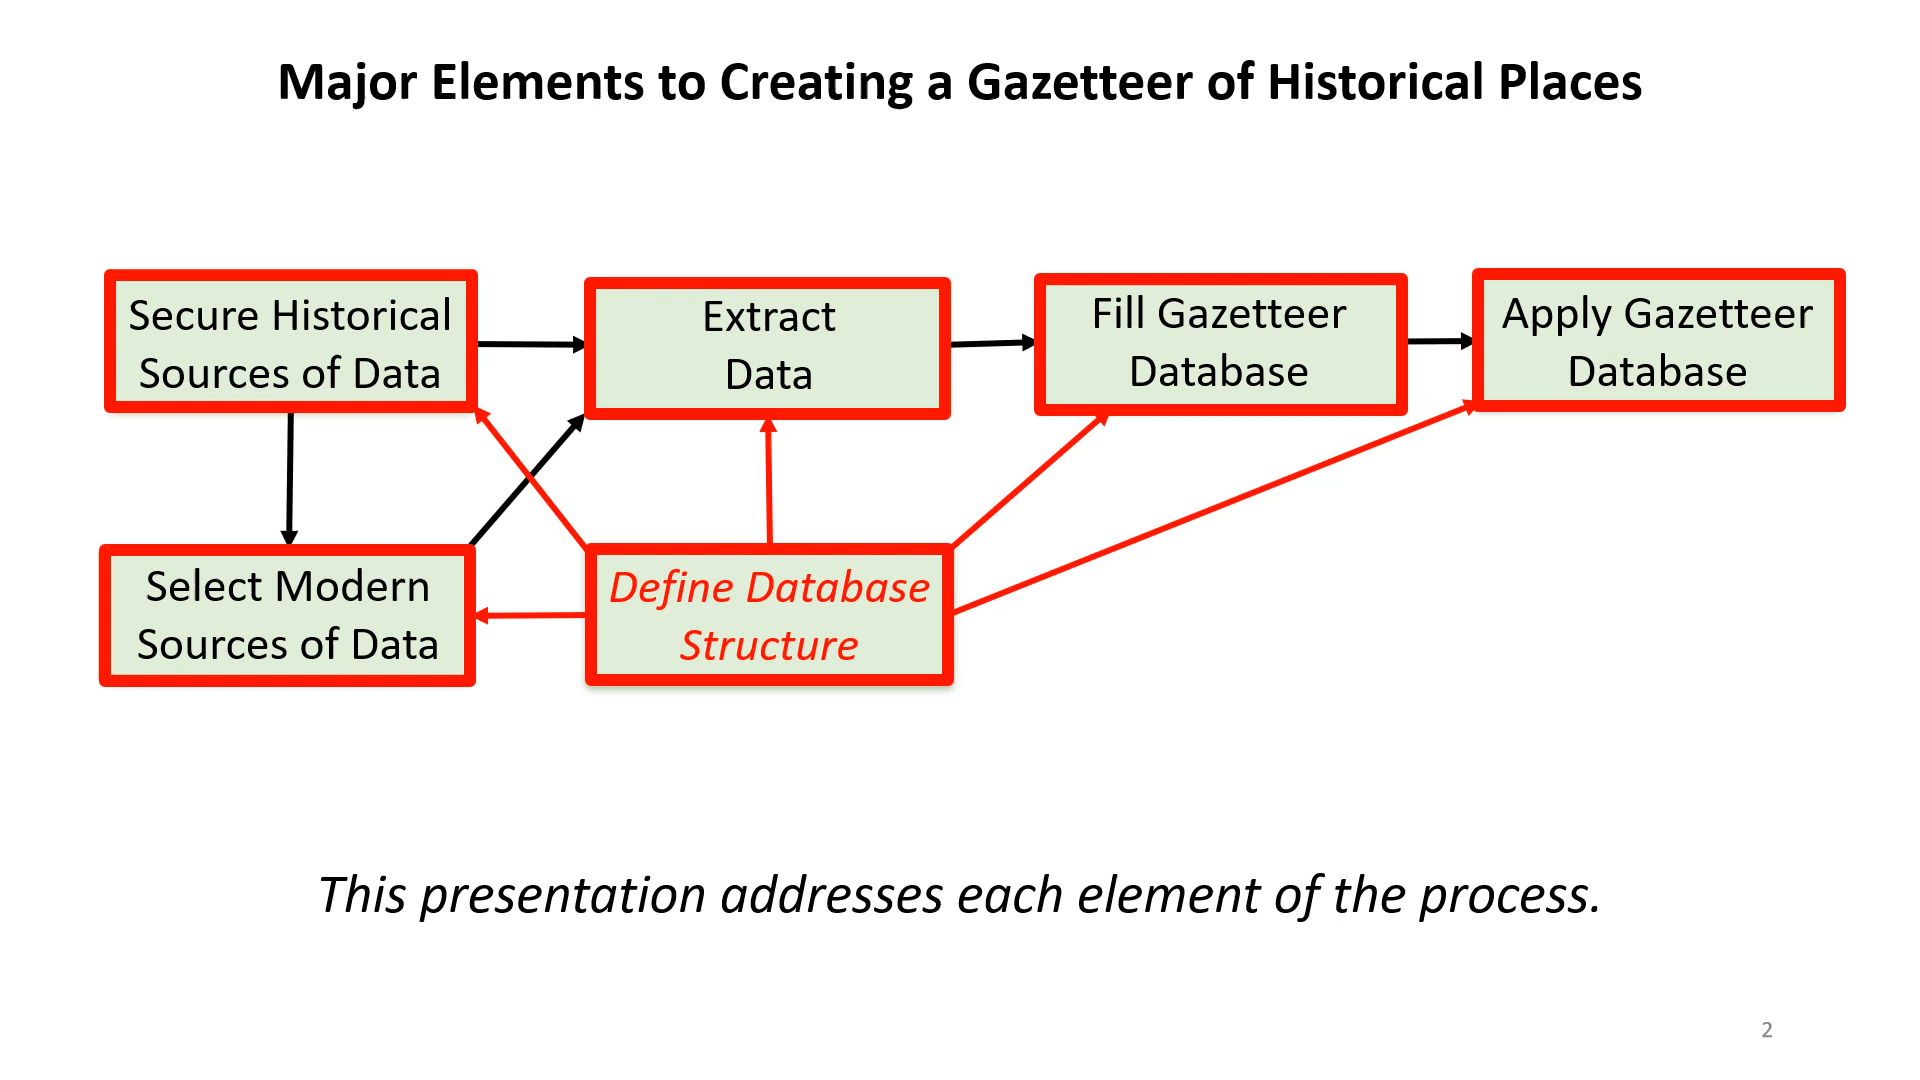 Major Elements to Creating a Gazetteer of Historical Places
Secure Historical
Sources of Data
Extract
Data
Fill Gazetteer
Database
Apply Gazetteer
Database
Select Modern
Sources of Data
Define Database
Structure
This presentation addresses each element of the process.
2